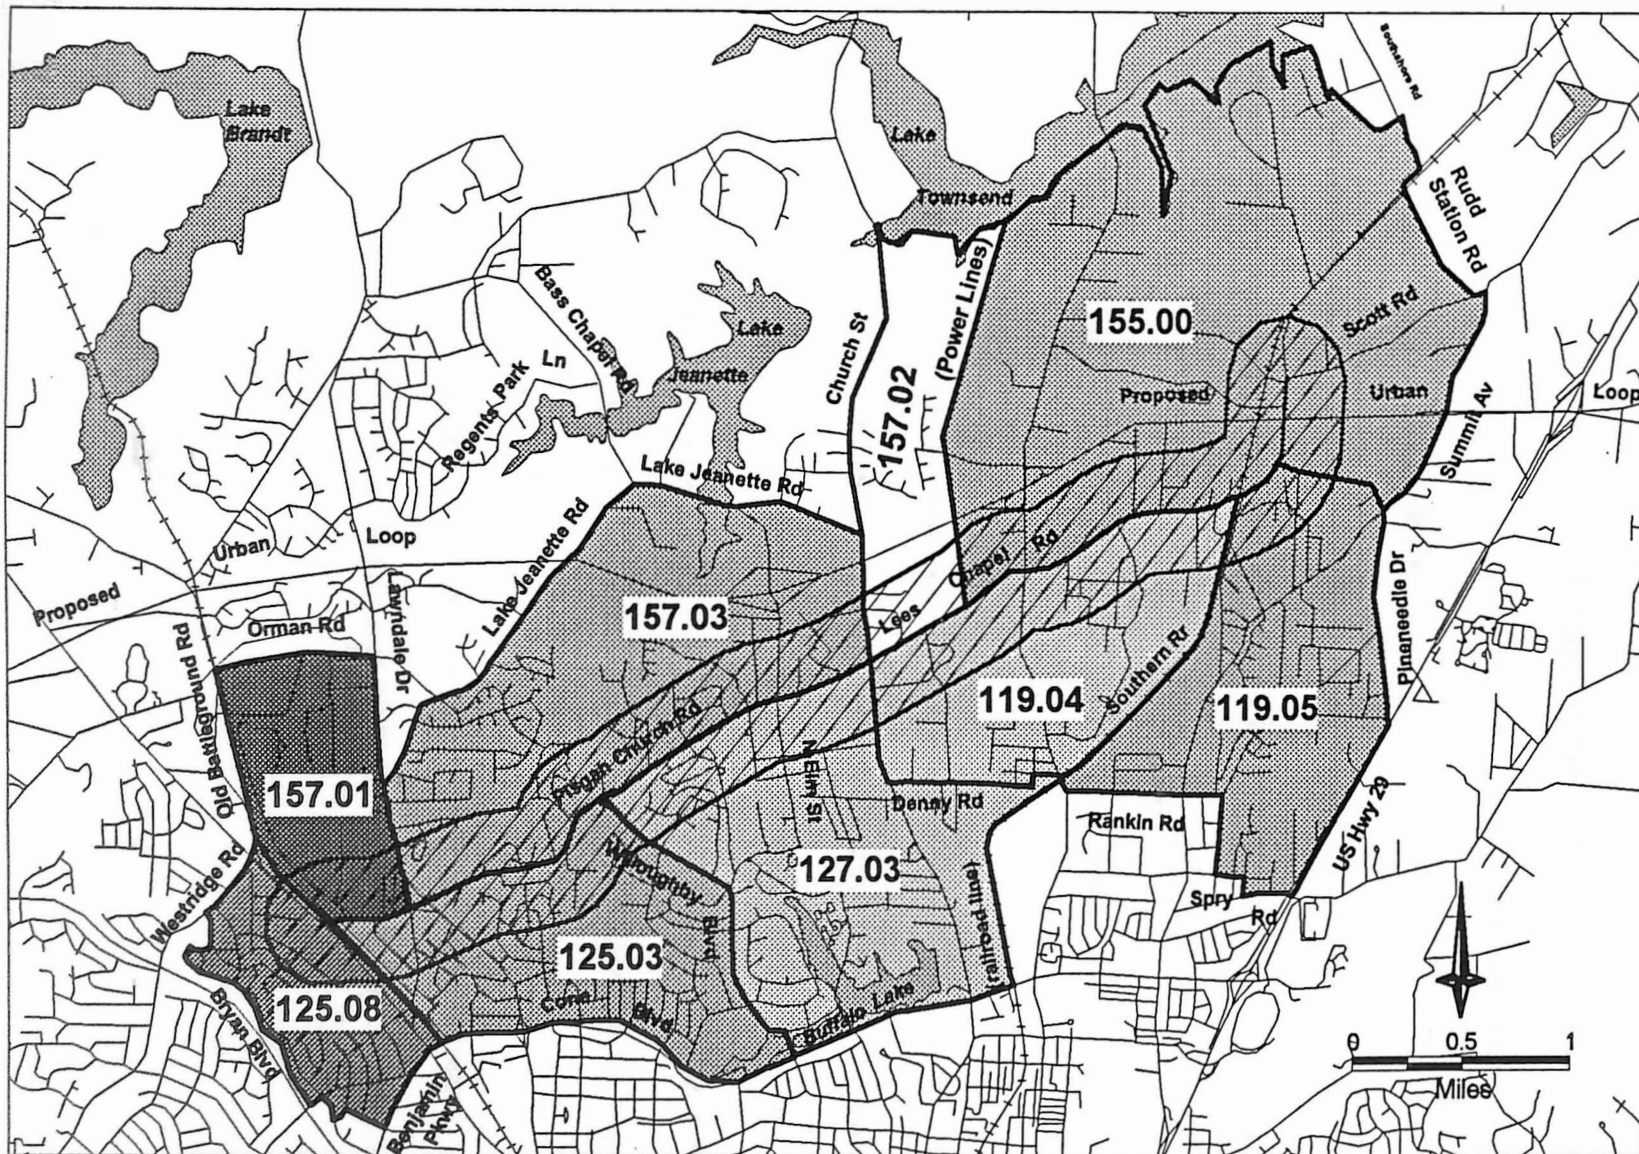 Southshore Rd
Lake
Brandt
Lake
Townsend
Rudd
Station Rd
Bass Chapel Rd
Lake
Jeanette
Church St
157.02
(Power Lines)
155.00
Scott Rd
Regents Park
Ln
Proposed
Urban
Loop
Summit Av
Lake Jeanette Rd
Urban
Loop
Lake Jeanette Rd
Lees
Chapel
Rd
Pineneedle Dr
Proposed
Orman Rd
Lawndale Dr
157.03
Old Battleground Rd
119.04
Southern Rr
119.05
Pisgah Church Rd
N Elm St
157.01
Denny Rd
Rankin Rd
US Hwy 29
Westridge Rd
Willoughby
Blvd
127.03
(railroad line)
Spry
Rd
125.03
125.08
Cone
Blvd
Buffalo
Lake
Bryan Blvd
Benjamin
Pkwy
0
0.5
1
Miles